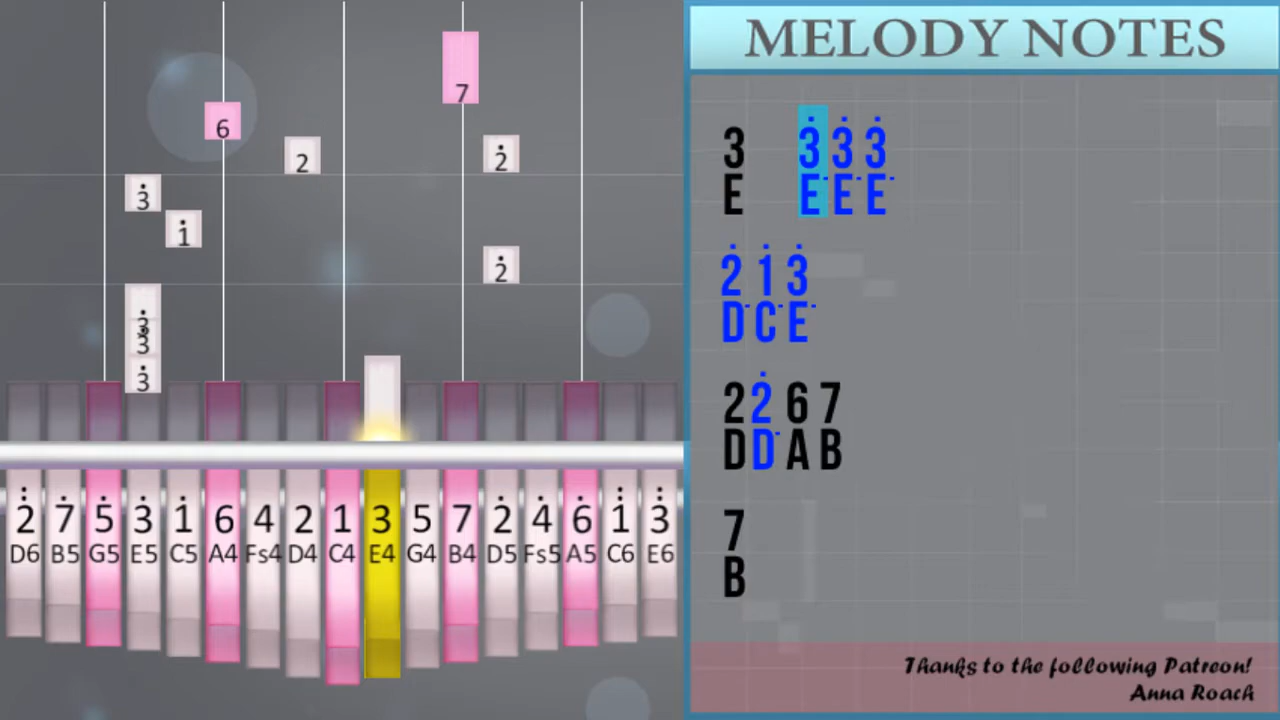 MELODY NOTES
7
6
2
2̇
3̇
1̇
2̇
3̇
3̇
3̇
3 3̇ 3̇ 3̇
E E˙ E˙ E˙
2̇ 1̇ 3̇
D˙ C˙ E˙
2 2̇ 6 7
D D˙ A B
7
B
2̈ 7̇ 5̇ 3̇ 1̇ 6 4 2 1 3 5 7 2̇ 4̇ 6̇ 1̈ 3̈
D6 B5 G5 E5 C5 A4 Fs4 D4 C4 E4 G4 B4 D5 Fs5 A5 C6 E6
Thanks to the following Patreon!
Anna Roach